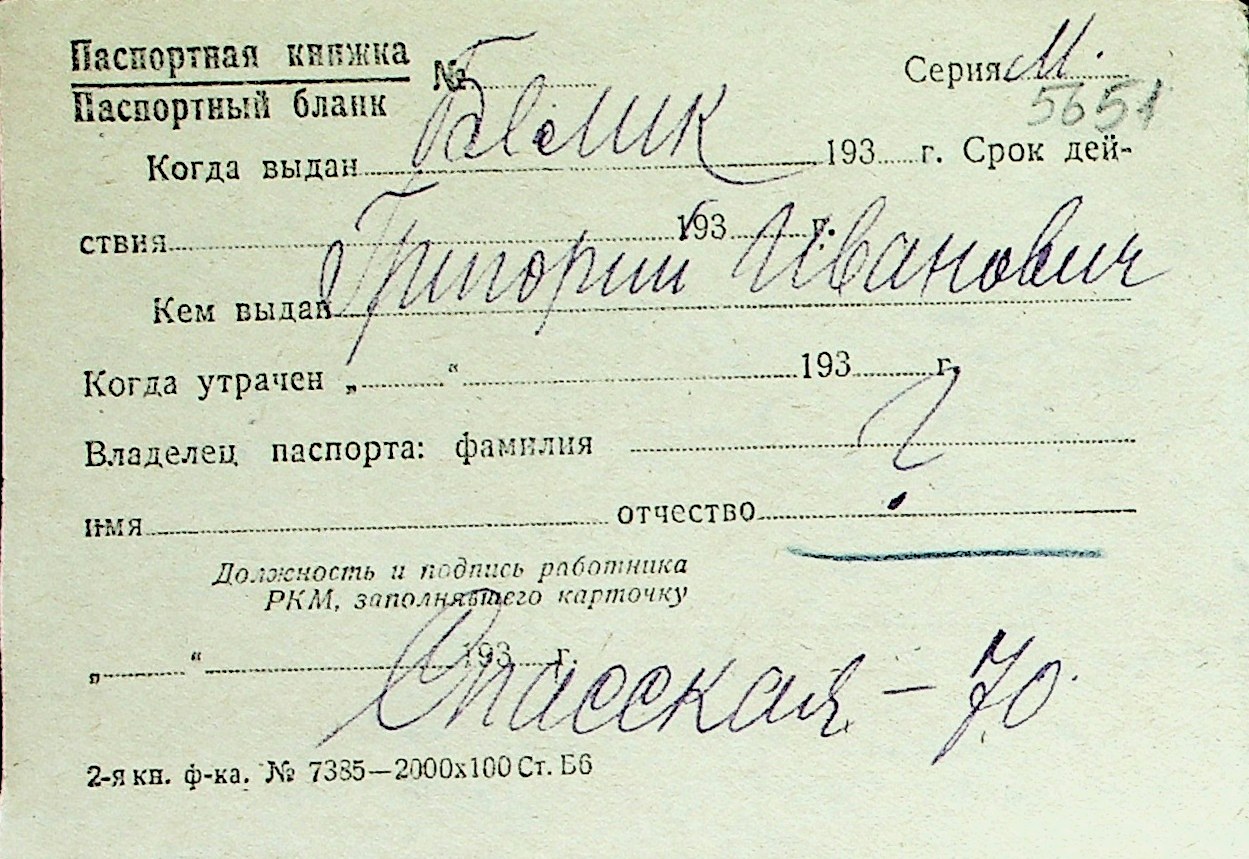 Паспортная книжка
Паспортный бланк
№ Серия М.
5651
Когда выдан 193 г. Срок дей-
ствия 193 г.
Григорий Иванович
Кем выдан
Когда утрачен „ “ 193 г.
Владелец паспорта: фамилия
?
имя отчество
Должность и подпись работника
РКМ, заполнявшего карточку
„ “ 193 г.
Спасская – 70.
2-я кн. ф-ка. № 7385—2000х100 Ст. Б6